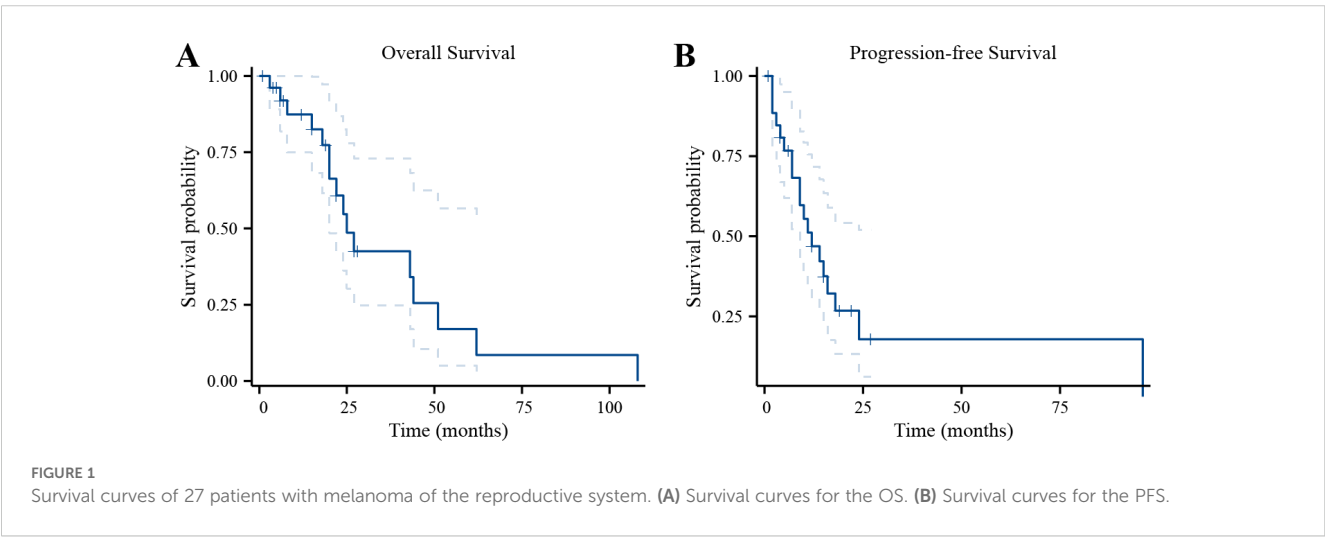 A
Overall Survival
1.00
0.75
0.50
0.25
0.00
Survival probability
0
25
50
75
100
Time (months)
B
Progression-free Survival
1.00
0.75
0.50
0.25
Survival probability
0
25
50
75
Time (months)
FIGURE 1
Survival curves of 27 patients with melanoma of the reproductive system. (A) Survival curves for the OS. (B) Survival curves for the PFS.